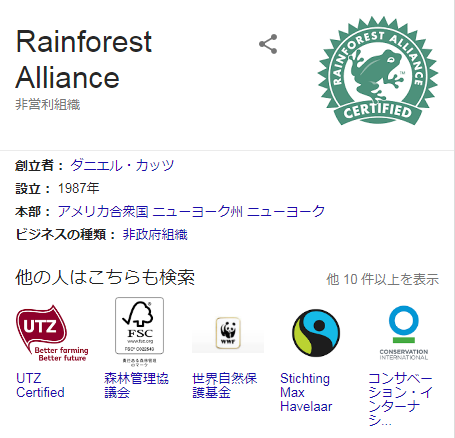 Rainforest
Alliance
非営利組織
RAINFOREST ALLIANCE
TM
CERTIFIED
創立者： ダニエル・カッツ
設立： 1987年
本部： アメリカ合衆国 ニューヨーク州 ニューヨーク
ビジネスの種類： 非政府組織
他の人はこちらも検索
他 10 件以上を表示
UTZ
Better farming
Better future
FSC
www.fsc.org
WWF
CONSERVATION
INTERNATIONAL
UTZ
Certified
森林管理協
議会
世界自然保
護基金
Stichting
Max
Havelaar
コンサベー
ション・イ
ンターナ
シ...